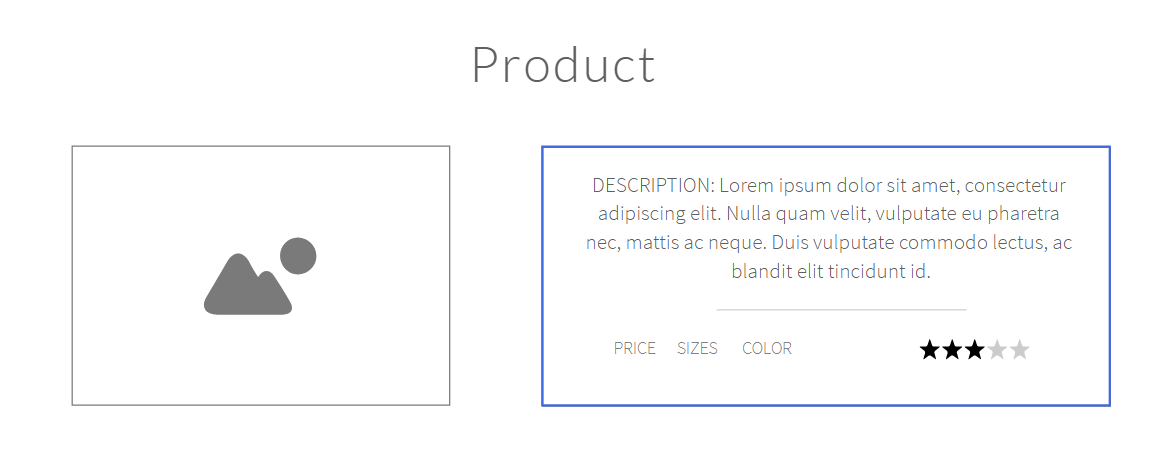 Product
DESCRIPTION: Lorem ipsum dolor sit amet, consectetur
adipiscing elit. Nulla quam velit, vulputate eu pharetra
nec, mattis ac neque. Duis vulputate commodo lectus, ac
blandit elit tincidunt id.
PRICE SIZES COLOR